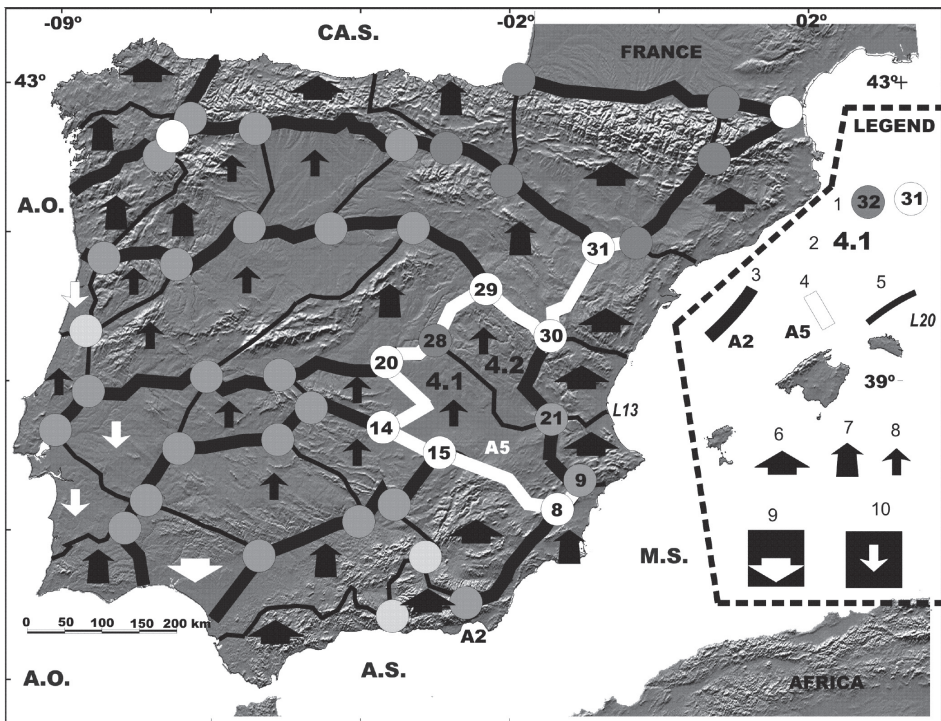 -09º
-02º
02º
CA.S.
FRANCE
43º
43º
LEGEND
A.O.
1
32
31
2
4.1
3
4
5
A2
A5
L20
31
29
30
28
4.2
20
4.1
39º
L13
21
14
15
A5
6
7
8
9
8
9
10
M.S.
0 50 100 150 200 km
A2
A.S.
A.O.
AFRICA